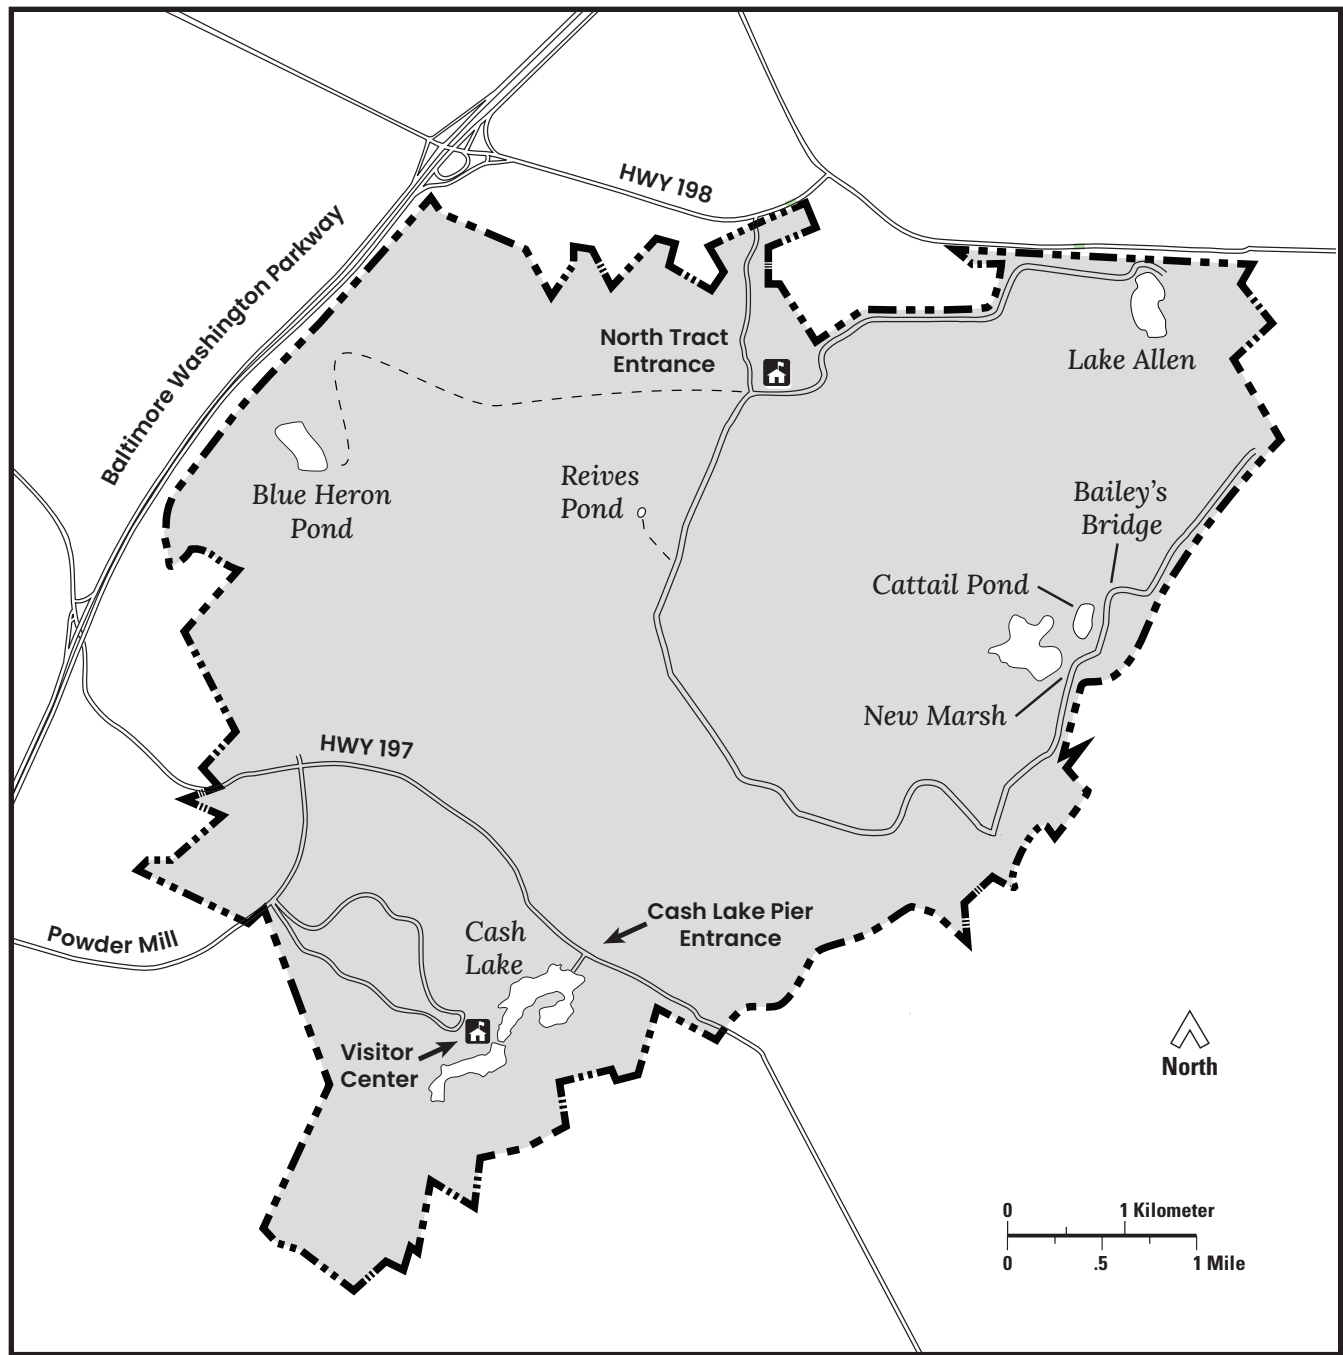 HWY 198
Baltimore Washington Parkway
North Tract
Entrance
Lake Allen
Blue Heron
Pond
Reives
Pond
Bailey’s
Bridge
Cattail Pond
New Marsh
HWY 197
Cash Lake Pier
Entrance
Cash
Lake
Powder Mill
Visitor
Center
North
0 1 Kilometer
0 .5 1 Mile